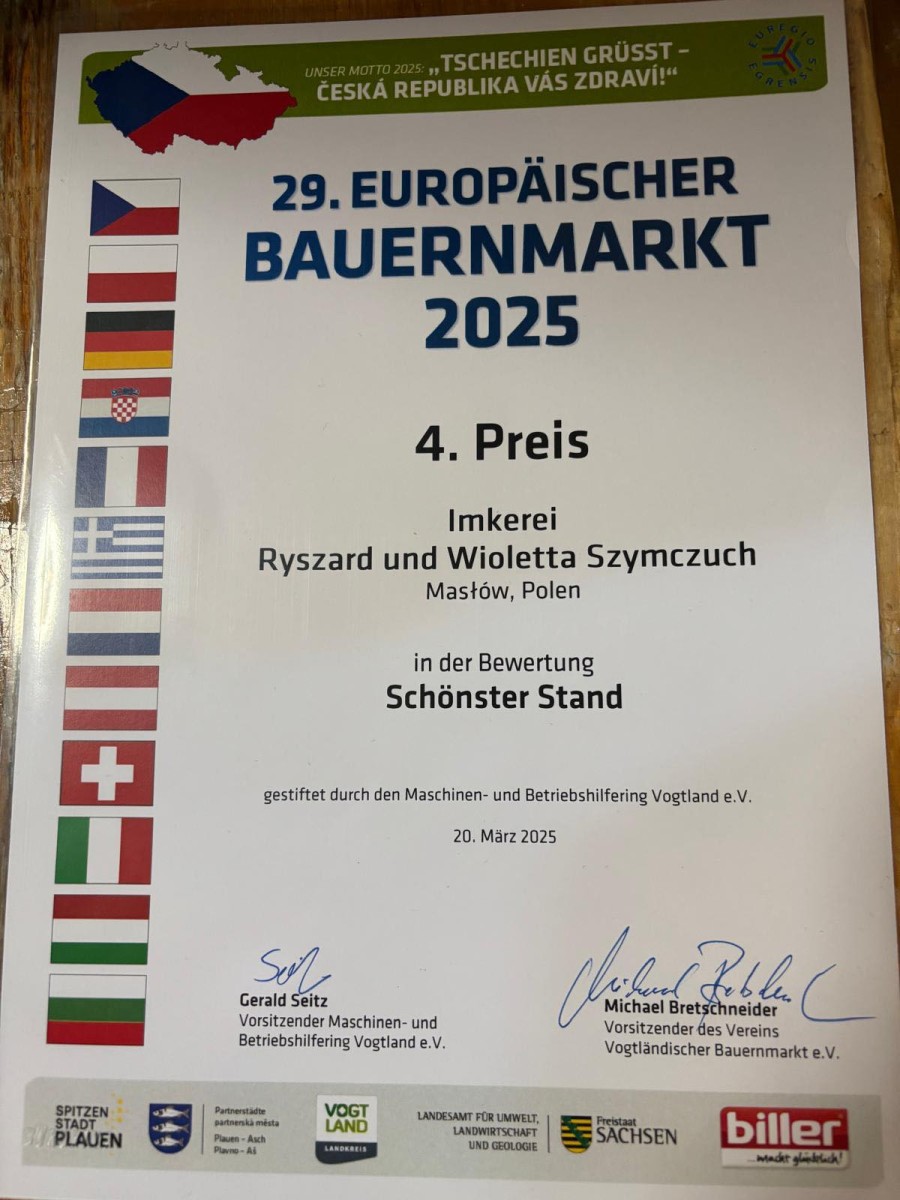 UNSER MOTTO 2025: „TSCHECHIEN GRÜSST –
ČESKÁ REPUBLIKA VÁS ZDRAVÍ!“
EUREGIO EGRENSIS
29. EUROPÄISCHER
BAUERNMARKT
2025
4. Preis
Imkerei
Ryszard und Wioletta Szymczuch
Masłów, Polen
in der Bewertung
Schönster Stand
gestiftet durch den Maschinen- und Betriebshilfering Vogtland e.V.
20. März 2025
Gerald Seitz
Vorsitzender Maschinen- und
Betriebshilfering Vogtland e.V.
Michael Bretschneider
Vorsitzender des Vereins
Vogtländischer Bauernmarkt e.V.
SPITZEN
STADT
PLAUEN
Partnerstädte
partnerská města
Plauen - Asch
Plavno - Aš
VOGT
LAND
LANDKREIS
LANDESAMT FÜR UMWELT,
LANDWIRTSCHAFT
UND GEOLOGIE
Freistaat
SACHSEN
biller
...macht glücklich!